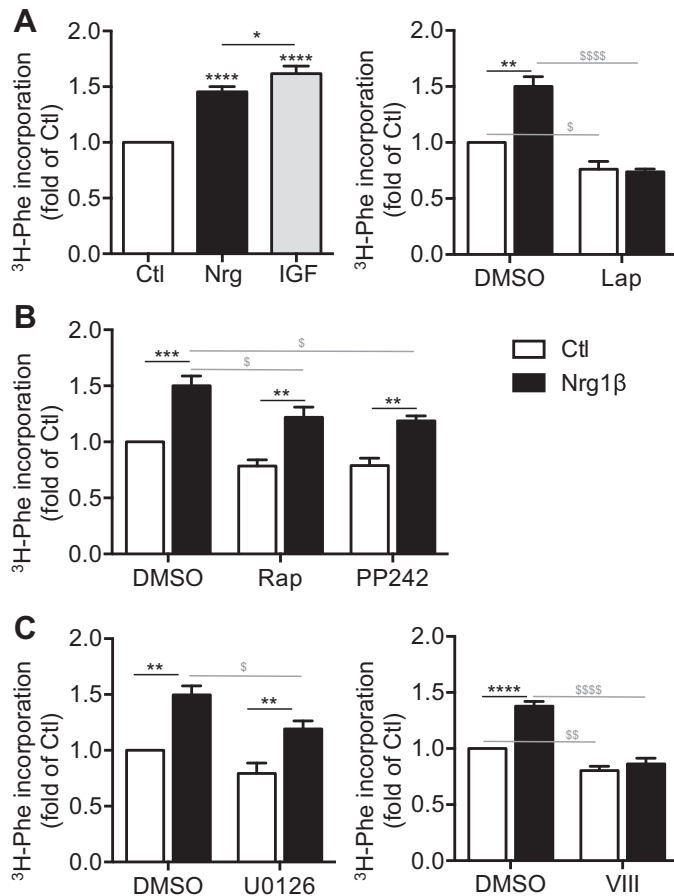 A
³H-Phe incorporation
(fold of Ctl)
2.0
1.5
1.0
0.5
0.0
*
****
****
Ctl Nrg IGF
³H-Phe incorporation
(fold of Ctl)
2.0
1.5
1.0
0.5
0.0
$$$$
**
$
DMSO Lap
B
³H-Phe incorporation
(fold of Ctl)
2.0
1.5
1.0
0.5
0.0
$
***
$
**
**
DMSO Rap PP242
Ctl
Nrg1β
C
³H-Phe incorporation
(fold of Ctl)
2.0
1.5
1.0
0.5
0.0
**
$
**
DMSO U0126
³H-Phe incorporation
(fold of Ctl)
2.0
1.5
1.0
0.5
0.0
****
$$$$
$$
DMSO VIII